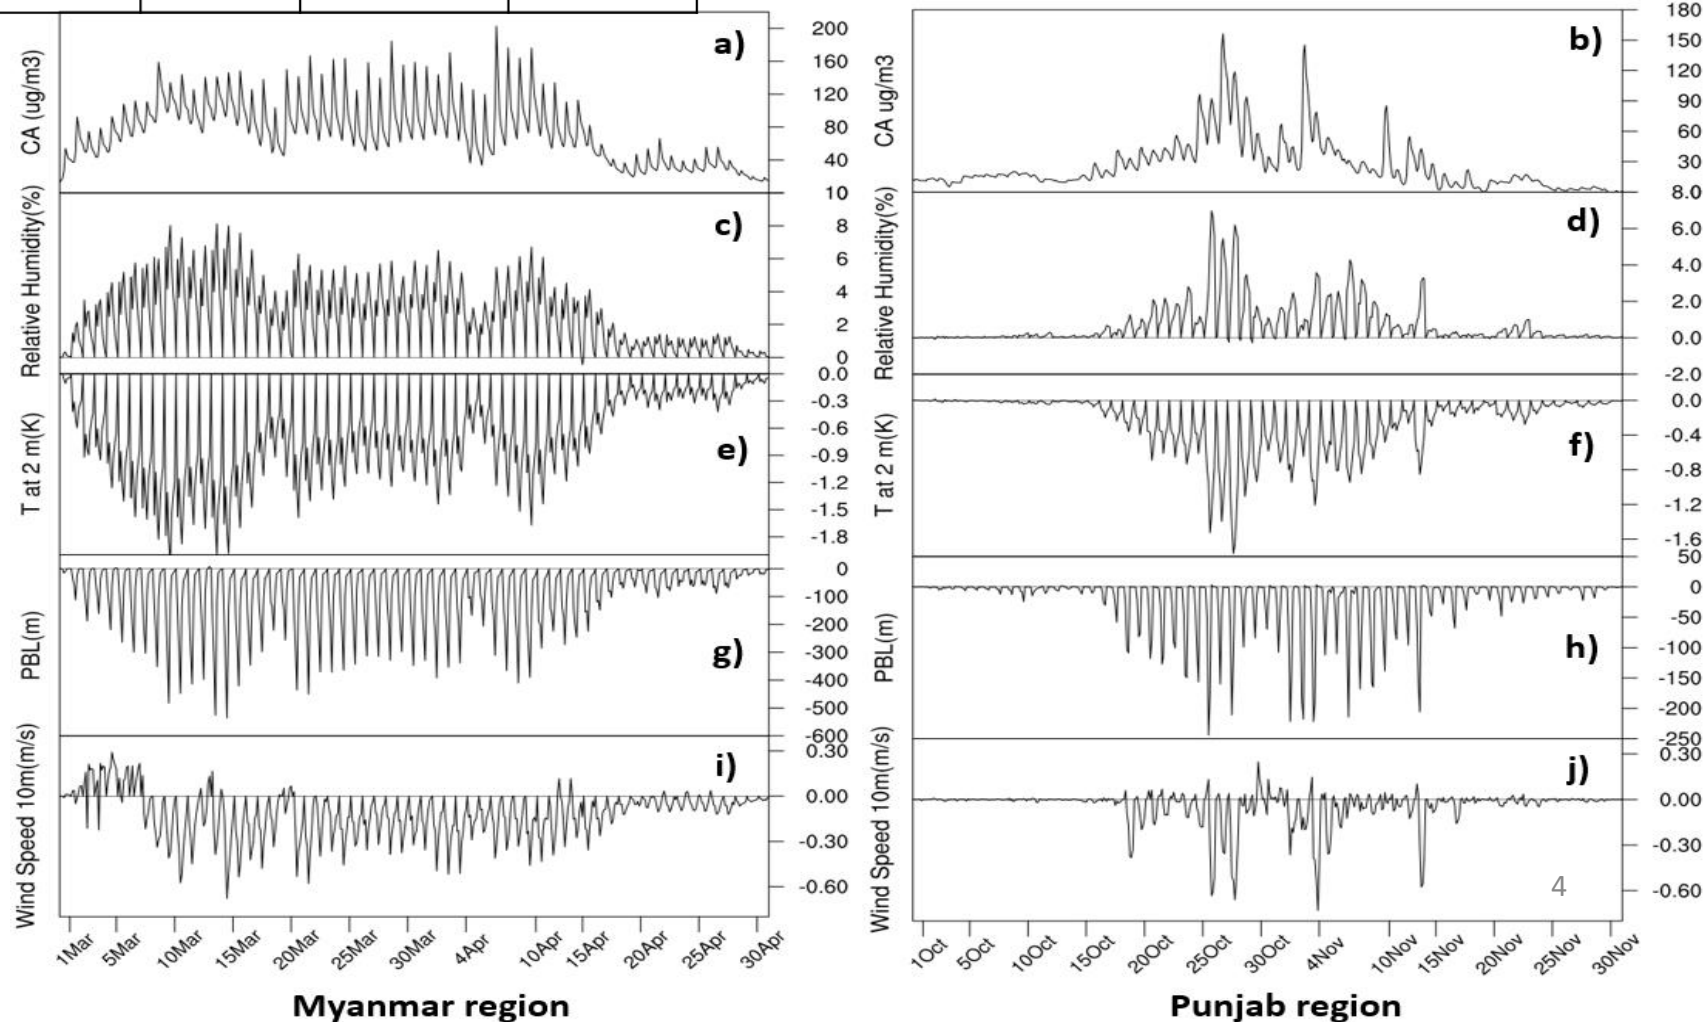 CA (ug/m3)
a)
200
160
120
80
40
Relative Humidity(%)
c)
10
8
6
4
2
0
T at 2 m(K)
e)
0.0
-0.3
-0.6
-0.9
-1.2
-1.5
-1.8
PBL(m)
g)
0
-100
-200
-300
-400
-500
-600
Wind Speed 10m(m/s)
i)
0.30
0.00
-0.30
-0.60
1Mar 5Mar 10Mar 15Mar 20Mar 25Mar 30Mar 4Apr 10Apr 15Apr 20Apr 25Apr 30Apr
Myanmar region
CA ug/m3
b)
180
150
120
90
60
30
Relative Humidity(%)
d)
8.0
6.0
4.0
2.0
0.0
-2.0
T at 2 m(K)
f)
0.0
-0.4
-0.8
-1.2
-1.6
PBL(m)
h)
50
0
-50
-100
-150
-200
-250
Wind Speed 10m(m/s)
j)
0.30
0.00
-0.30
-0.60
4
1Oct 5Oct 10Oct 15Oct 20Oct 25Oct 30Oct 4Nov 10Nov 15Nov 20Nov 25Nov 30Nov
Punjab region